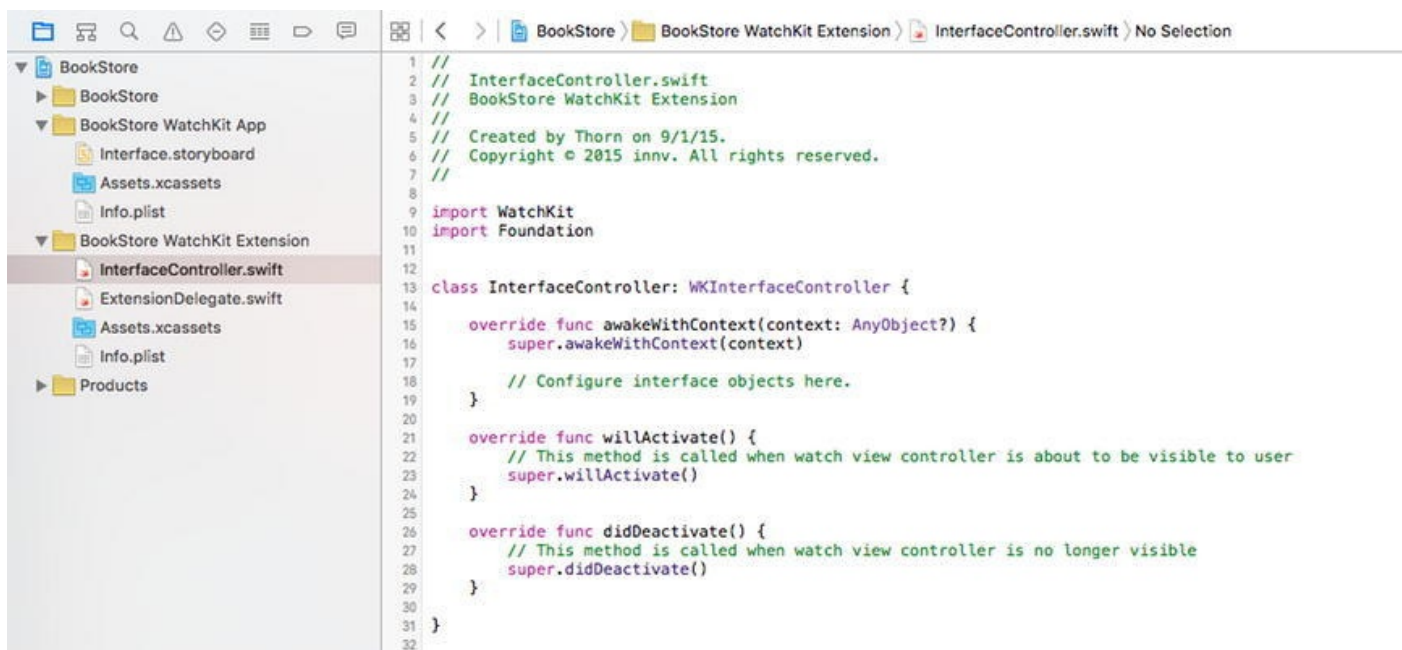 BookStore
BookStore
BookStore WatchKit App
Interface.storyboard
Assets.xcassets
Info.plist
BookStore WatchKit Extension
InterfaceController.swift
ExtensionDelegate.swift
Assets.xcassets
Info.plist
Products
BookStore 〉 BookStore WatchKit Extension 〉 InterfaceController.swift 〉 No Selection
1 //
2 //  InterfaceController.swift
3 //  BookStore WatchKit Extension
4 //
5 //  Created by Thorn on 9/1/15.
6 //  Copyright © 2015 innv. All rights reserved.
7 //
8
9 import WatchKit
10 import Foundation
11
12
13 class InterfaceController: WKInterfaceController {
14
15     override func awakeWithContext(context: AnyObject?) {
16         super.awakeWithContext(context)
17
18         // Configure interface objects here.
19     }
20
21     override func willActivate() {
22         // This method is called when watch view controller is about to be visible to user
23         super.willActivate()
24     }
25
26     override func didDeactivate() {
27         // This method is called when watch view controller is no longer visible
28         super.didDeactivate()
29     }
30
31 }
32